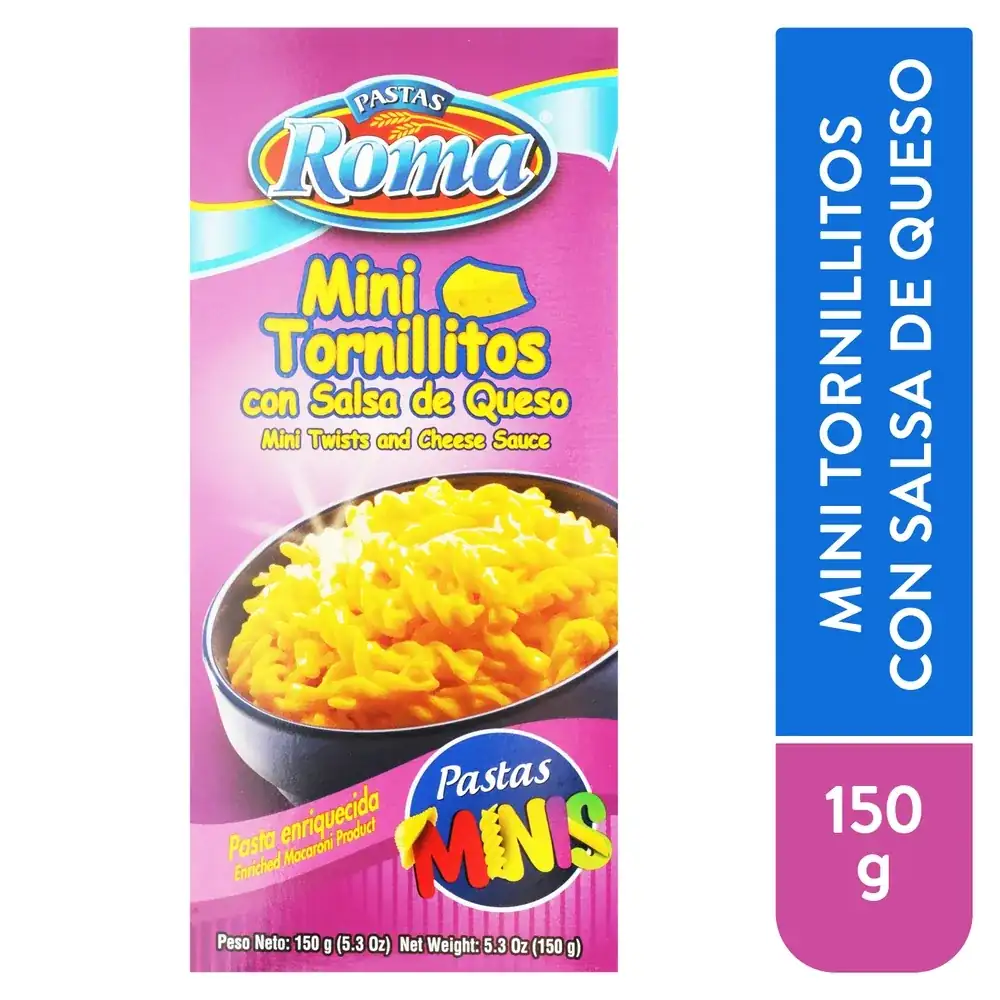 PASTAS
Roma
Mini
Tornillitos
con Salsa de Queso
Mini Twists and Cheese Sauce
Pasta enriquecida
Enriched Macaroni Product
Pastas
MINIS
Peso Neto: 150 g (5.3 Oz) Net Weight: 5.3 Oz (150 g)
MINI TORNILLITOS
CON SALSA DE QUESO
150
g